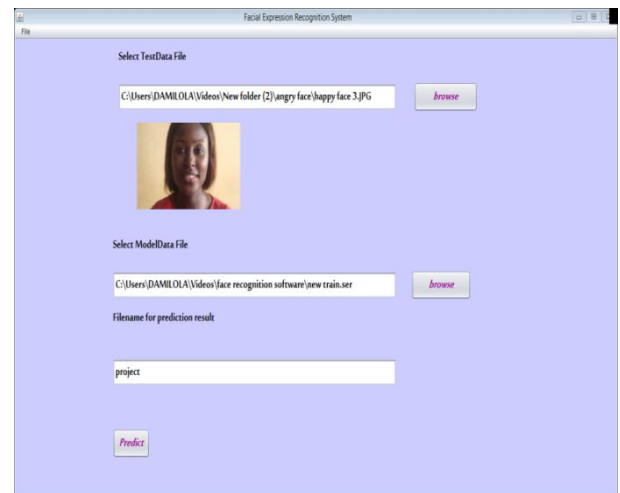 Facial Expression Recognition System
File
Select TestData File
C:\Users\DAMILOLA\Videos\New folder (2)\angry face\happy face 3.JPG
browse
Select ModelData File
C:\Users\DAMILOLA\Videos\face recognition software\new train.ser
browse
Filename for prediction result
project
Predict